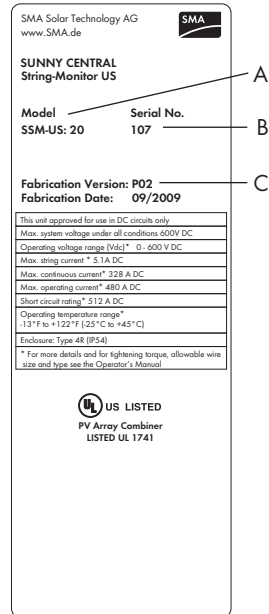 SMA Solar Technology AG
www.SMA.de
SMA
SUNNY CENTRAL
String-Monitor US
A
Model Serial No.
SSM-US: 20 107
B
Fabrication Version: P02
C
Fabrication Date: 09/2009
This unit approved for use in DC circuits only
Max. system voltage under all conditions 600V DC
Operating voltage range (Vdc)* 0 - 600 V DC
Max. string current * 5.1A DC
Max. continuous current* 328 A DC
Max. operating current* 480 A DC
Short circuit rating* 512 A DC
Operating temperature range*
-13°F to +122°F (-25°C to +45°C)
Enclosure: Type 4R (IP54)
* For more details and for tightening torque, allowable wire
size and type see the Operator's Manual
UL US LISTED
PV Array Combiner
LISTED UL 1741